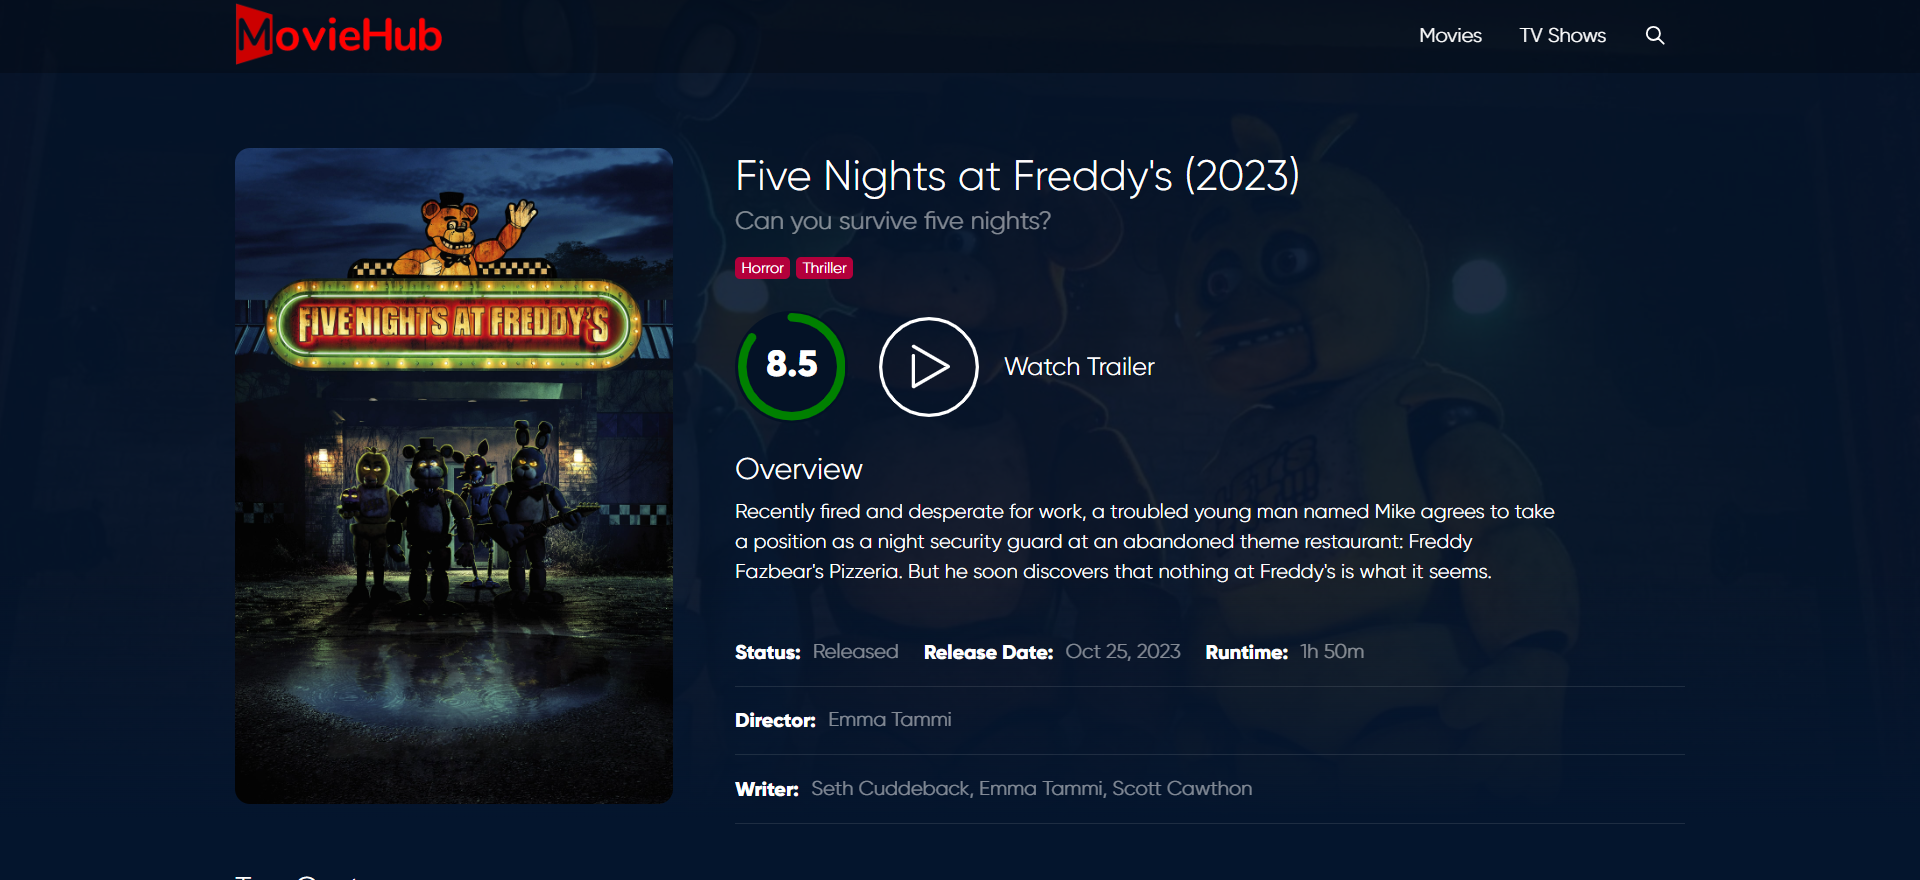 MovieHub
Movies
TV Shows
FIVE NIGHTS AT FREDDY'S
Five Nights at Freddy's (2023)
Can you survive five nights?
Horror
Thriller
8.5
Watch Trailer
Overview
Recently fired and desperate for work, a troubled young man named Mike agrees to take
a position as a night security guard at an abandoned theme restaurant: Freddy
Fazbear's Pizzeria. But he soon discovers that nothing at Freddy's is what it seems.
Status: Released Release Date: Oct 25, 2023 Runtime: 1h 50m
Director: Emma Tammi
Writer: Seth Cuddeback, Emma Tammi, Scott Cawthon